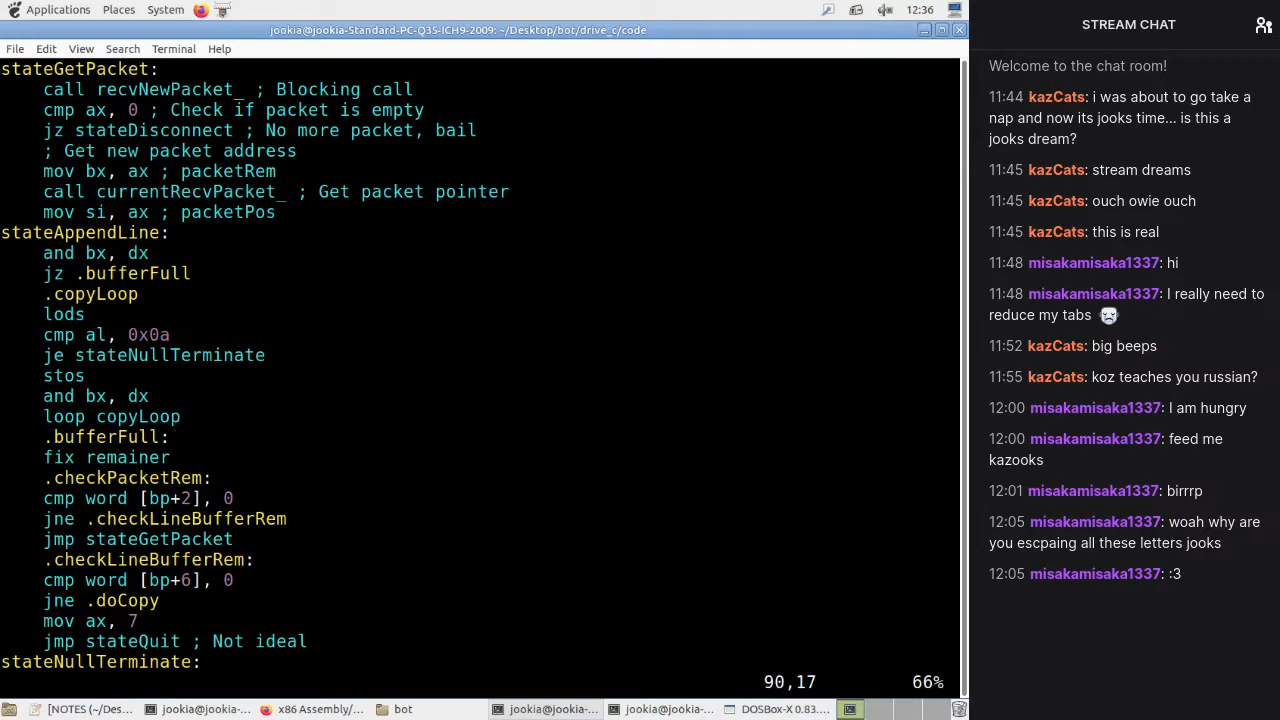 Applications Places System 12:36
jookia@jookia-Standard-PC-Q35-ICH9-2009: ~/Desktop/bot/drive_c/code
File Edit View Search Terminal Help
stateGetPacket:
call recvNewPacket_ ; Blocking call
cmp ax, 0 ; Check if packet is empty
jz stateDisconnect ; No more packet, bail
; Get new packet address
mov bx, ax ; packetRem
call currentRecvPacket_ ; Get packet pointer
mov si, ax ; packetPos
stateAppendLine:
and bx, dx
jz .bufferFull
.copyLoop
lods
cmp al, 0x0a
je stateNullTerminate
stos
and bx, dx
loop copyLoop
.bufferFull:
fix remainer
.checkPacketRem:
cmp word [bp+2], 0
jne .checkLineBufferRem
jmp stateGetPacket
.checkLineBufferRem:
cmp word [bp+6], 0
jne .doCopy
mov ax, 7
jmp stateQuit ; Not ideal
stateNullTerminate:
90,17 66%
[NOTES (~/Des... jookia@jookia-... x86 Assembly/... bot jookia@jookia-... jookia@jookia-... DOSBox-X 0.83....
STREAM CHAT
Welcome to the chat room!
11:44 kazCats: i was about to go take a
nap and now its jooks time... is this a
jooks dream?
11:45 kazCats: stream dreams
11:45 kazCats: ouch owie ouch
11:45 kazCats: this is real
11:48 misakamisaka1337: hi
11:48 misakamisaka1337: I really need to
reduce my tabs
11:52 kazCats: big beeps
11:55 kazCats: koz teaches you russian?
12:00 misakamisaka1337: I am hungry
12:00 misakamisaka1337: feed me
kazooks
12:01 misakamisaka1337: birrrp
12:05 misakamisaka1337: woah why are
you escpaing all these letters jooks
12:05 misakamisaka1337: :3